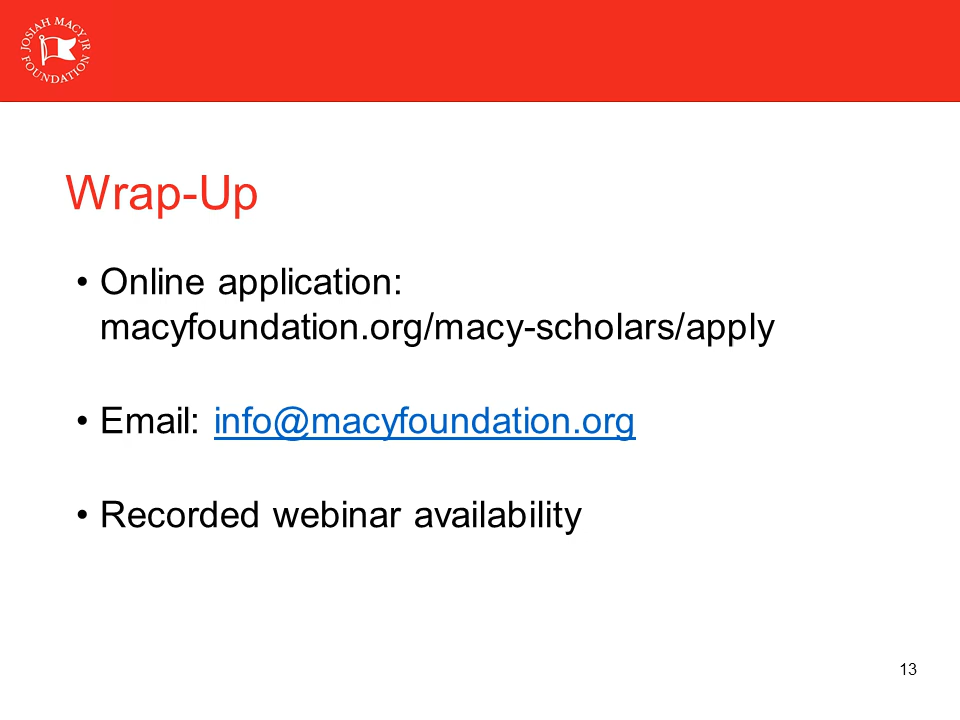 JOSIAH MACY JR
FOUNDATION
Wrap-Up
• Online application:
macyfoundation.org/macy-scholars/apply
• Email: info@macyfoundation.org
• Recorded webinar availability
13